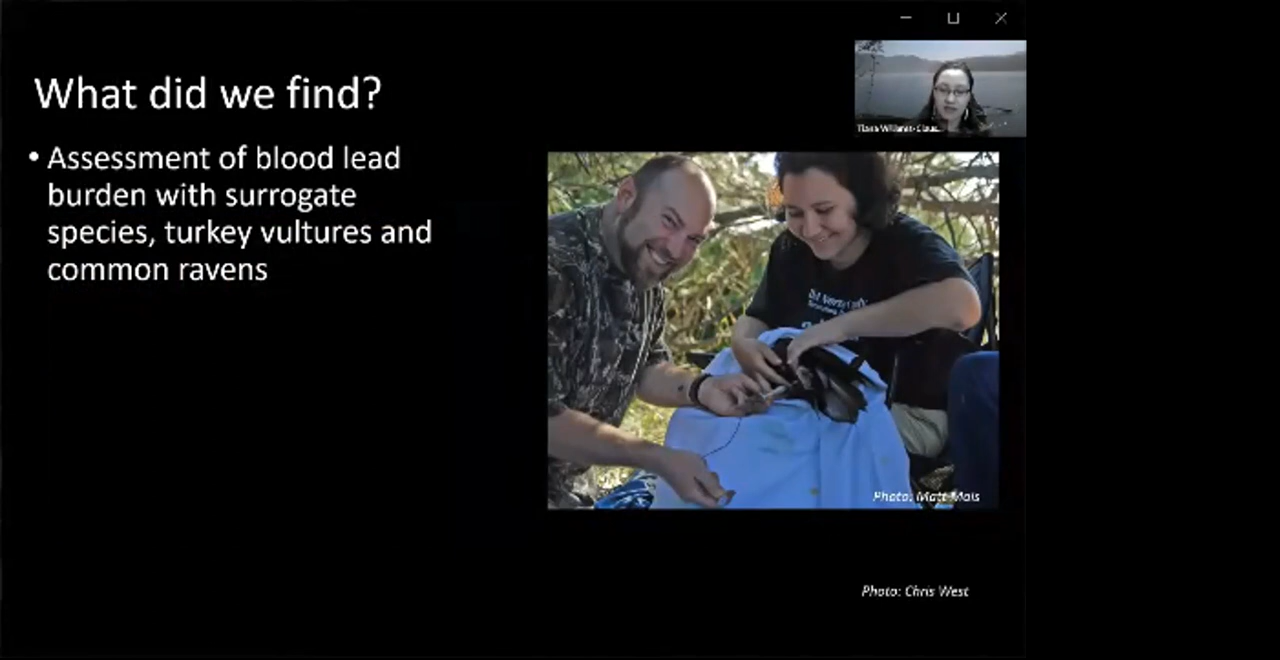 What did we find?
• Assessment of blood lead
burden with surrogate
species, turkey vultures and
common ravens
Photo: Matt Mais
Photo: Chris West